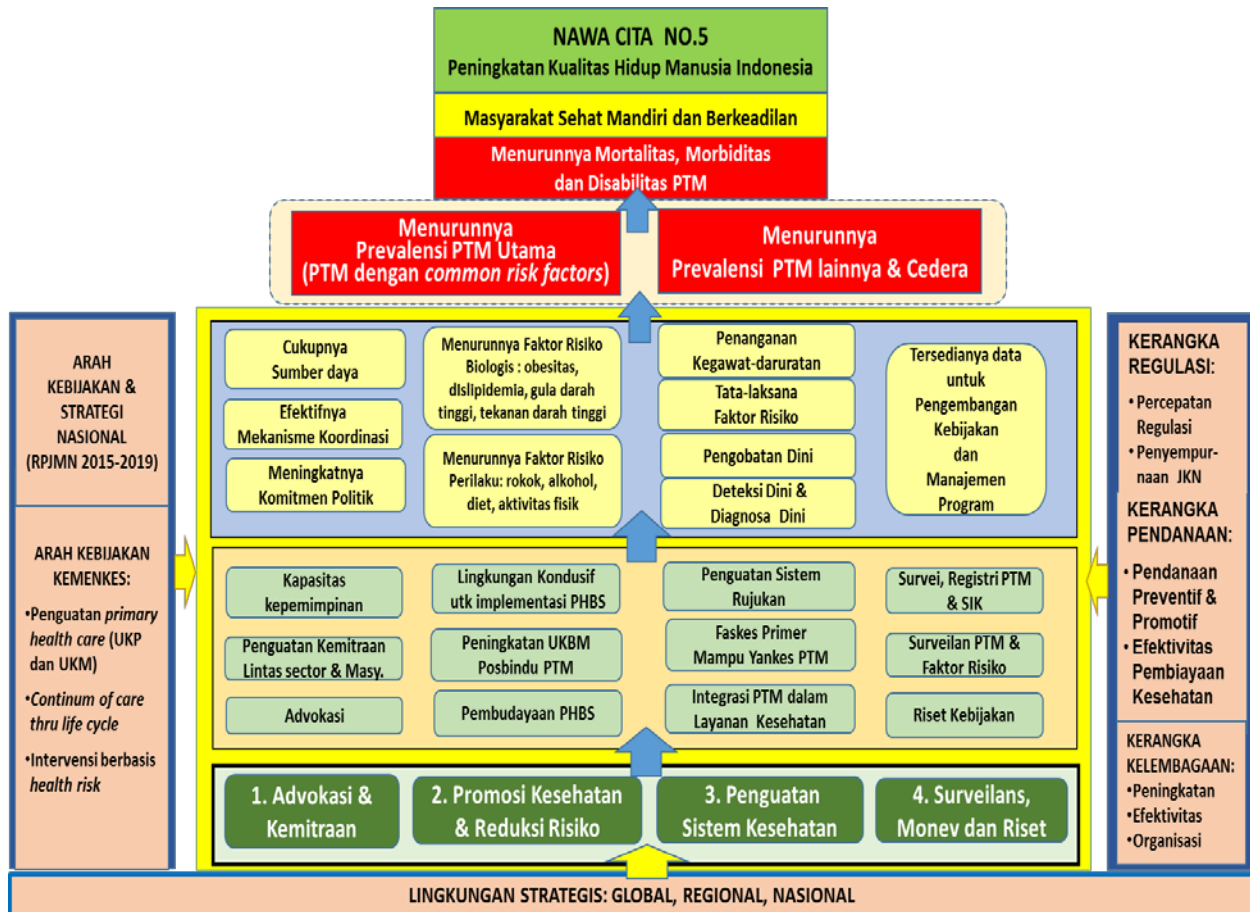 NAWA CITA NO.5
Peningkatan Kualitas Hidup Manusia Indonesia
Masyarakat Sehat Mandiri dan Berkeadilan
Menurunnya Mortalitas, Morbiditas
dan Disabilitas PTM
Menurunnya
Prevalensi PTM Utama
(PTM dengan common risk factors)
Menurunnya
Prevalensi PTM lainnya & Cedera
ARAH
KEBIJAKAN &
STRATEGI
NASIONAL
(RPJMN 2015-2019)
ARAH KEBIJAKAN
KEMENKES:
•Penguatan primary
health care (UKP
dan UKM)
•Continum of care
thru life cycle
•Intervensi berbasis
health risk
Cukupnya
Sumber daya
Efektifnya
Mekanisme Koordinasi
Meningkatnya
Komitmen Politik
Menurunnya Faktor Risiko
Biologis : obesitas,
dislipidemia, gula darah
tinggi, tekanan darah tinggi
Menurunnya Faktor Risiko
Perilaku: rokok, alkohol,
diet, aktivitas fisik
Penanganan
Kegawat-daruratan
Tata-laksana
Faktor Risiko
Pengobatan Dini
Deteksi Dini &
Diagnosa Dini
Tersedianya data
untuk
Pengembangan
Kebijakan
dan
Manajemen
Program
Kapasitas
kepemimpinan
Penguatan Kemitraan
Lintas sector & Masy.
Advokasi
Lingkungan Kondusif
utk implementasi PHBS
Peningkatan UKBM
Posbindu PTM
Pembudayaan PHBS
Penguatan Sistem
Rujukan
Faskes Primer
Mampu Yankes PTM
Integrasi PTM dalam
Layanan Kesehatan
Survei, Registri PTM
& SIK
Surveilan PTM &
Faktor Risiko
Riset Kebijakan
1. Advokasi &
Kemitraan
2. Promosi Kesehatan
& Reduksi Risiko
3. Penguatan
Sistem Kesehatan
4. Surveilans,
Monev dan Riset
KERANGKA
REGULASI:
• Percepatan
Regulasi
• Penyempur-
naan JKN
KERANGKA
PENDANAAN:
• Pendanaan
Preventif &
Promotif
• Efektivitas
Pembiayaan
Kesehatan
KERANGKA
KELEMBAGAAN:
•Peningkatan
•Efektivitas
•Organisasi
LINGKUNGAN STRATEGIS: GLOBAL, REGIONAL, NASIONAL